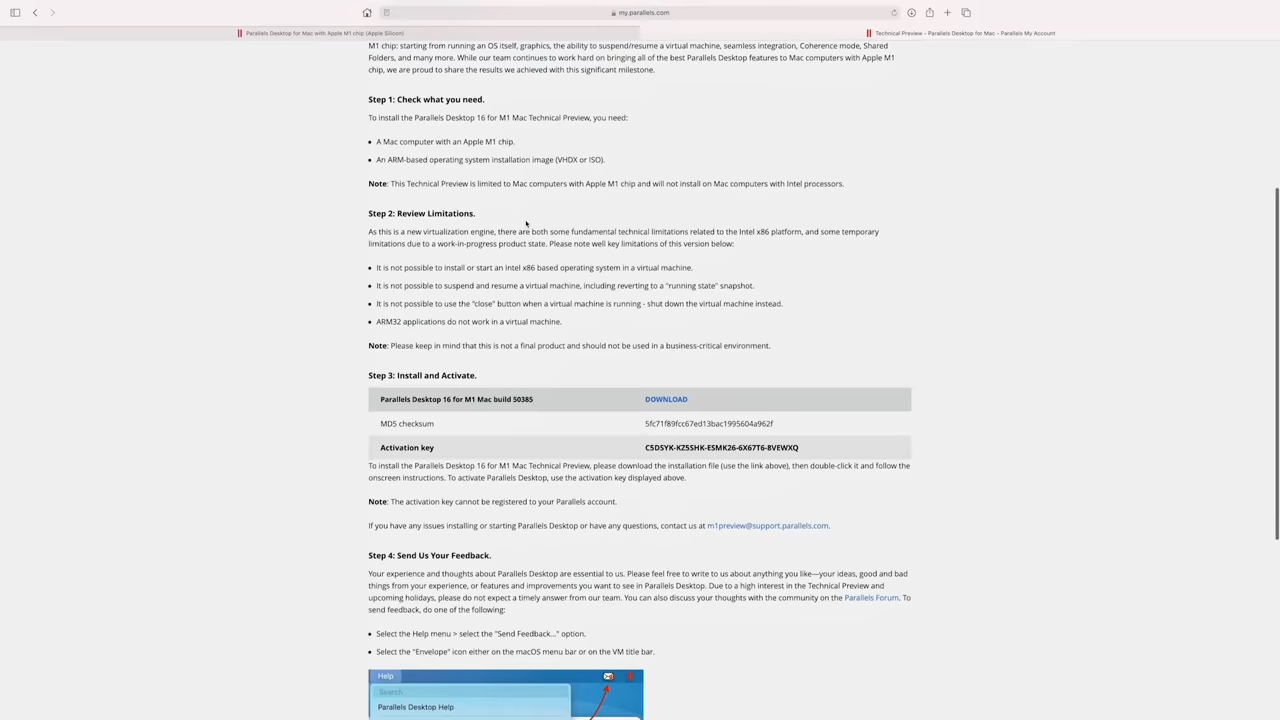 my.parallels.com
Parallels Desktop for Mac with Apple M1 chip (Apple Silicon)
Technical Preview - Parallels Desktop for Mac - Parallels My Account
M1 chip: starting from running an OS itself, graphics, the ability to suspend/resume a virtual machine, seamless integration, Coherence mode, Shared
Folders, and many more. While our team continues to work hard on bringing all of the best Parallels Desktop features to Mac computers with Apple M1
chip, we are proud to share the results we achieved with this significant milestone.
Step 1: Check what you need.
To install the Parallels Desktop 16 for M1 Mac Technical Preview, you need:
• A Mac computer with an Apple M1 chip.
• An ARM-based operating system installation image (VHDX or ISO).
Note: This Technical Preview is limited to Mac computers with Apple M1 chip and will not install on Mac computers with Intel processors.
Step 2: Review Limitations.
As this is a new virtualization engine, there are both some fundamental technical limitations related to the Intel x86 platform, and some temporary
limitations due to a work-in-progress product state. Please note well key limitations of this version below:
• It is not possible to install or start an Intel x86 based operating system in a virtual machine.
• It is not possible to suspend and resume a virtual machine, including reverting to a "running state" snapshot.
• It is not possible to use the "close" button when a virtual machine is running - shut down the virtual machine instead.
• ARM32 applications do not work in a virtual machine.
Note: Please keep in mind that this is not a final product and should not be used in a business-critical environment.
Step 3: Install and Activate.
Parallels Desktop 16 for M1 Mac build 50385 DOWNLOAD
MD5 checksum 5fc71f89fcc67ed13bac1995604a962f
Activation key C5DSYK-KZ5SHK-ESMK26-6X67T6-8VEWXQ
To install the Parallels Desktop 16 for M1 Mac Technical Preview, please download the installation file (use the link above), then double-click it and follow the
onscreen instructions. To activate Parallels Desktop, use the activation key displayed above.
Note: The activation key cannot be registered to your Parallels account.
If you have any issues installing or starting Parallels Desktop or have any questions, contact us at m1preview@support.parallels.com.
Step 4: Send Us Your Feedback.
Your experience and thoughts about Parallels Desktop are essential to us. Please feel free to write to us about anything you like—your ideas, good and bad
things from your experience, or features and improvements you want to see in Parallels Desktop. Due to a high interest in the Technical Preview and
upcoming holidays, please do not expect a timely answer from our team. You can also discuss your thoughts with the community on the Parallels Forum. To
send feedback, do one of the following:
• Select the Help menu > select the "Send Feedback..." option.
• Select the "Envelope" icon either on the macOS menu bar or on the VM title bar.
Help
Search
Parallels Desktop Help